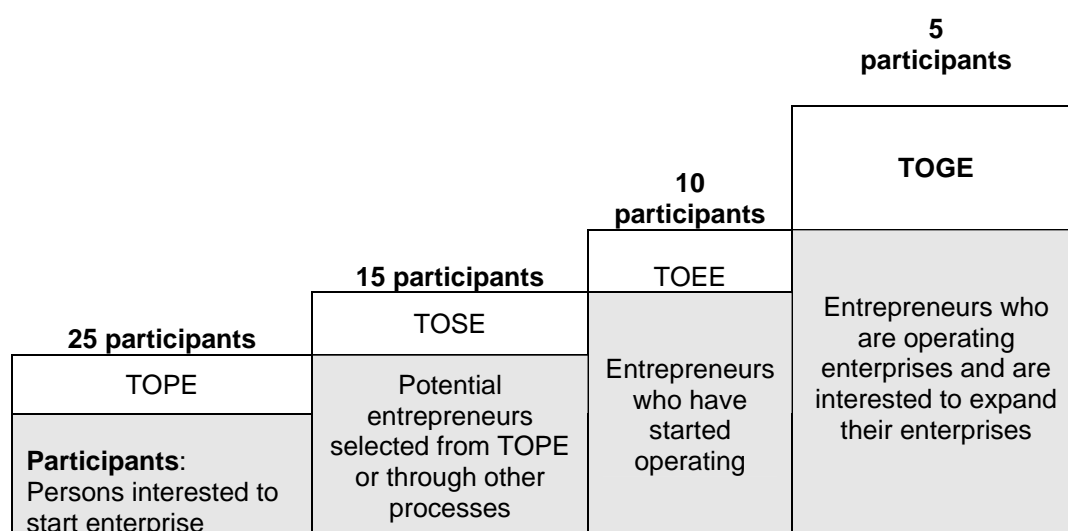 25 participants
TOPE
Participants:
Persons interested to
start enterprise
15 participants
TOSE
Potential
entrepreneurs
selected from TOPE
or through other
processes
10
participants
TOEE
Entrepreneurs
who have
started
operating
5
participants
TOGE
Entrepreneurs who
are operating
enterprises and are
interested to expand
their enterprises